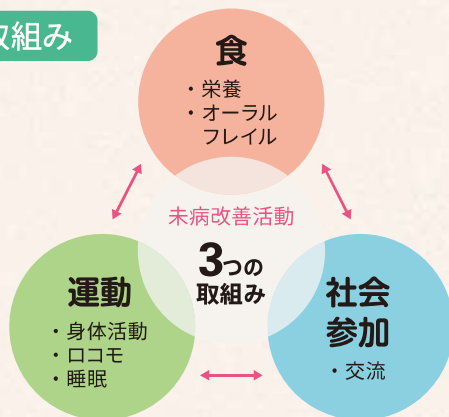 取組み
食
・栄養
・オーラル
フレイル
未病改善活動
3つの
取組み
運動
・身体活動
・ロコモ
・睡眠
社会
参加
・交流